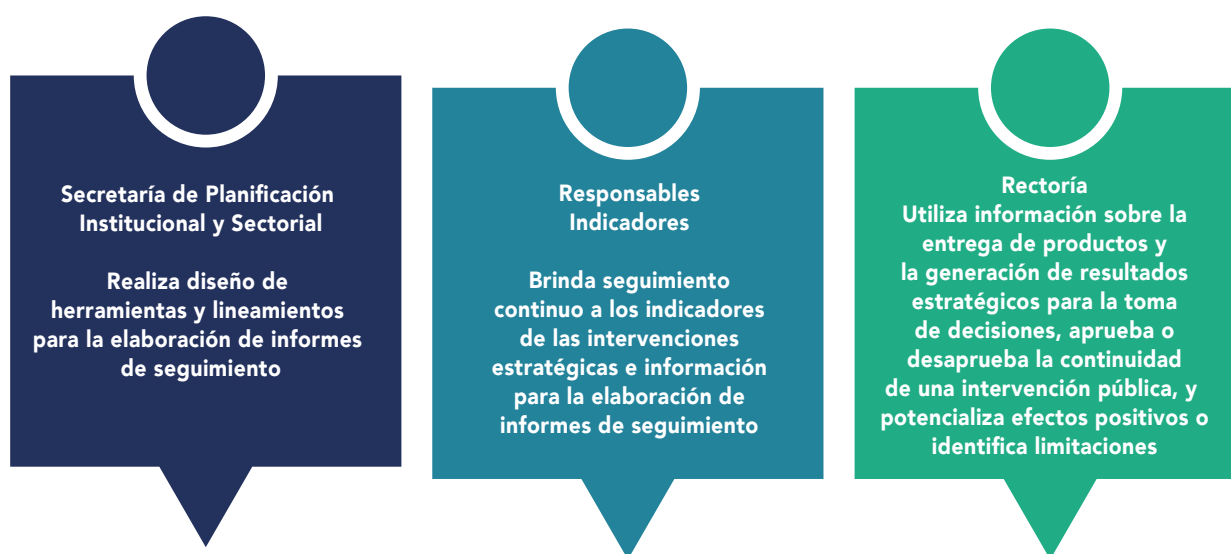 Secretaría de Planificación
Institucional y Sectorial
Realiza diseño de
herramientas y lineamientos
para la elaboración de informes
de seguimiento
Responsables
Indicadores
Brinda seguimiento
continuo a los indicadores
de las intervenciones
estratégicas e información
para la elaboración de
informes de seguimiento
Rectoría
Utiliza información sobre la
entrega de productos y
la generación de resultados
estratégicos para la toma
de decisiones, aprueba o
desaprueba la continuidad
de una intervención pública, y
potencializa efectos positivos o
identifica limitaciones